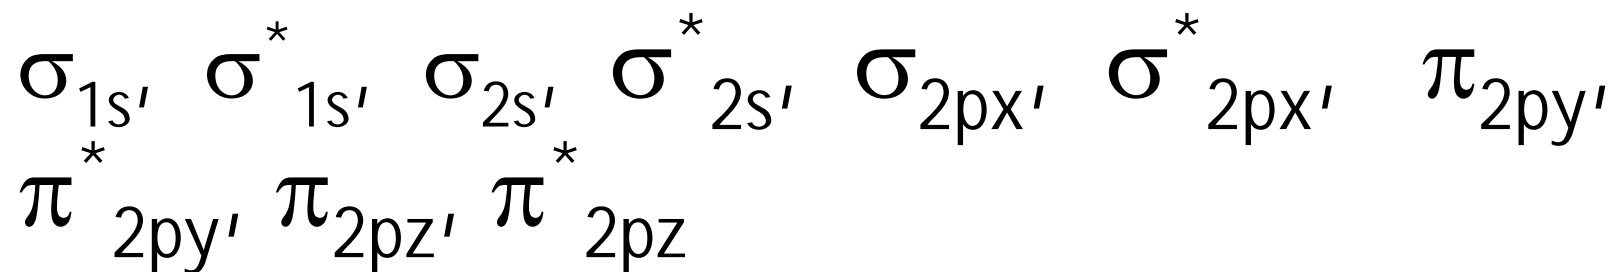 σ1s, σ*1s, σ2s, σ*2s, σ2px, σ*2px, π2py,
π*2py, π2pz, π*2pz